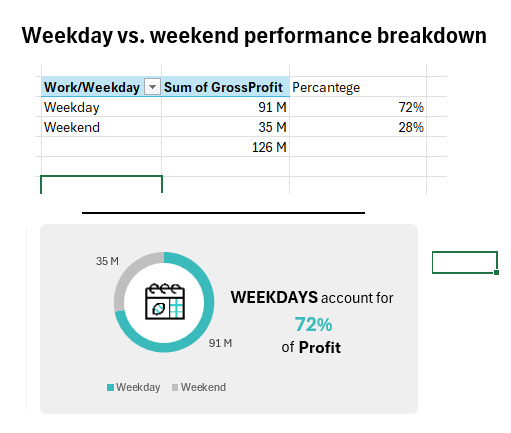 Weekday vs. weekend performance breakdown
Work/Weekday Sum of GrossProfit Percantege
Weekday 91 M 72%
Weekend 35 M 28%
126 M
35 M
WEEKDAYS account for
72%
of Profit
91 M
Weekday Weekend